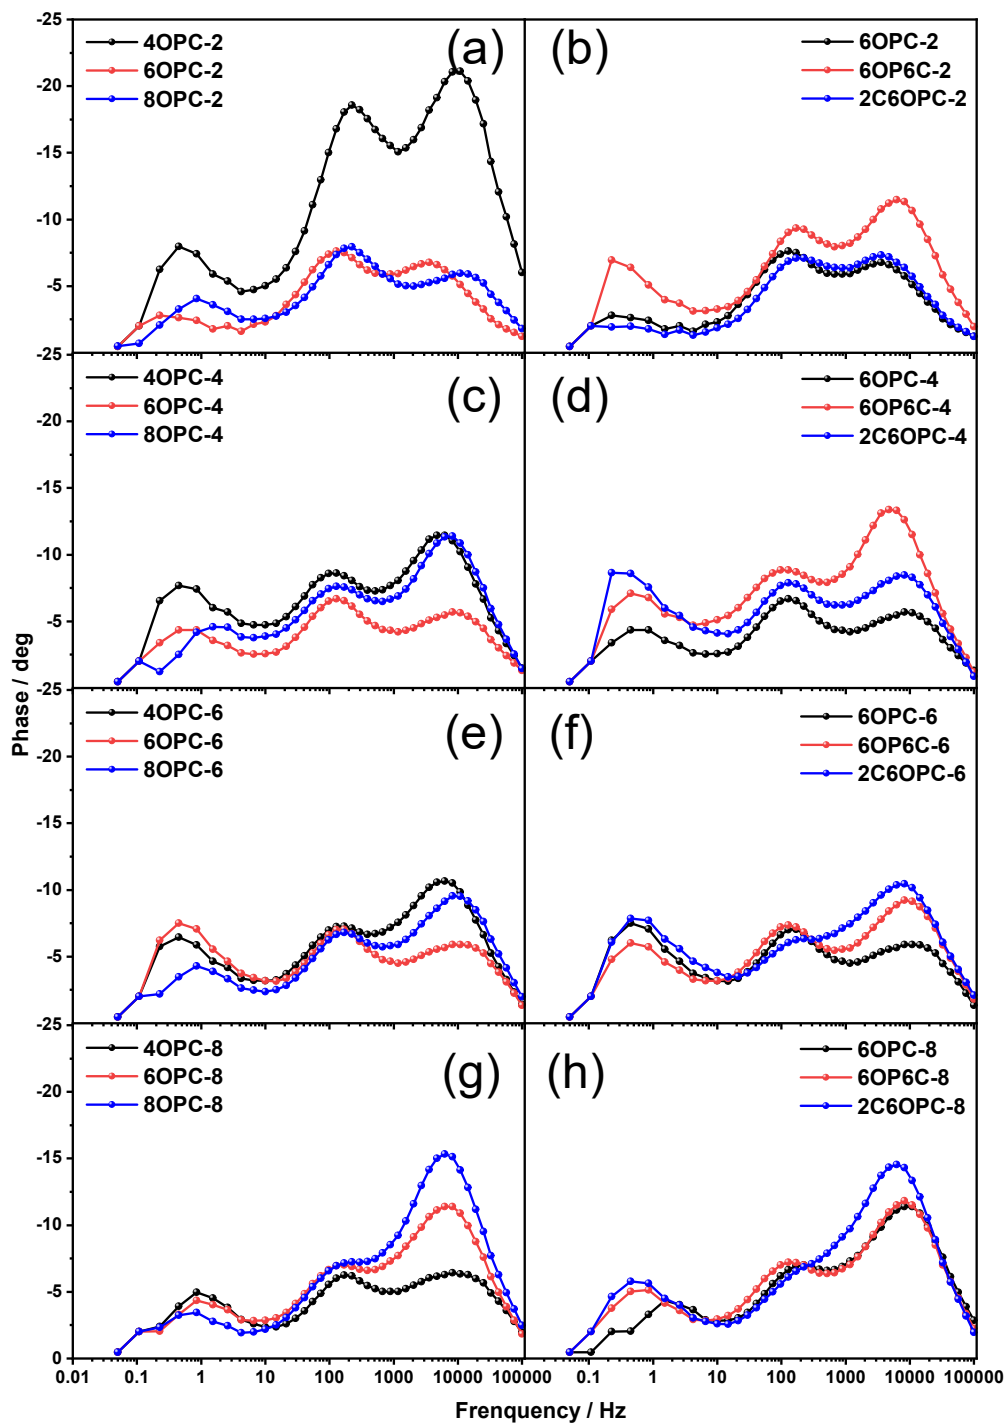 -25
-20
-15
-10
-5
4OPC-2
6OPC-2
8OPC-2
(a)
(b)
6OPC-2
6OP6C-2
2C6OPC-2
-25
-20
-15
-10
-5
4OPC-4
6OPC-4
8OPC-4
(c)
(d)
6OPC-4
6OP6C-4
2C6OPC-4
Phase / deg
-25
-20
-15
-10
-5
4OPC-6
6OPC-6
8OPC-6
(e)
(f)
6OPC-6
6OP6C-6
2C6OPC-6
-25
-20
-15
-10
-5
0
4OPC-8
6OPC-8
8OPC-8
(g)
(h)
6OPC-8
6OP6C-8
2C6OPC-8
0.01 0.1 1 10 100 1000 10000 100000 0.1 1 10 100 1000 10000 100000
Frenquency / Hz